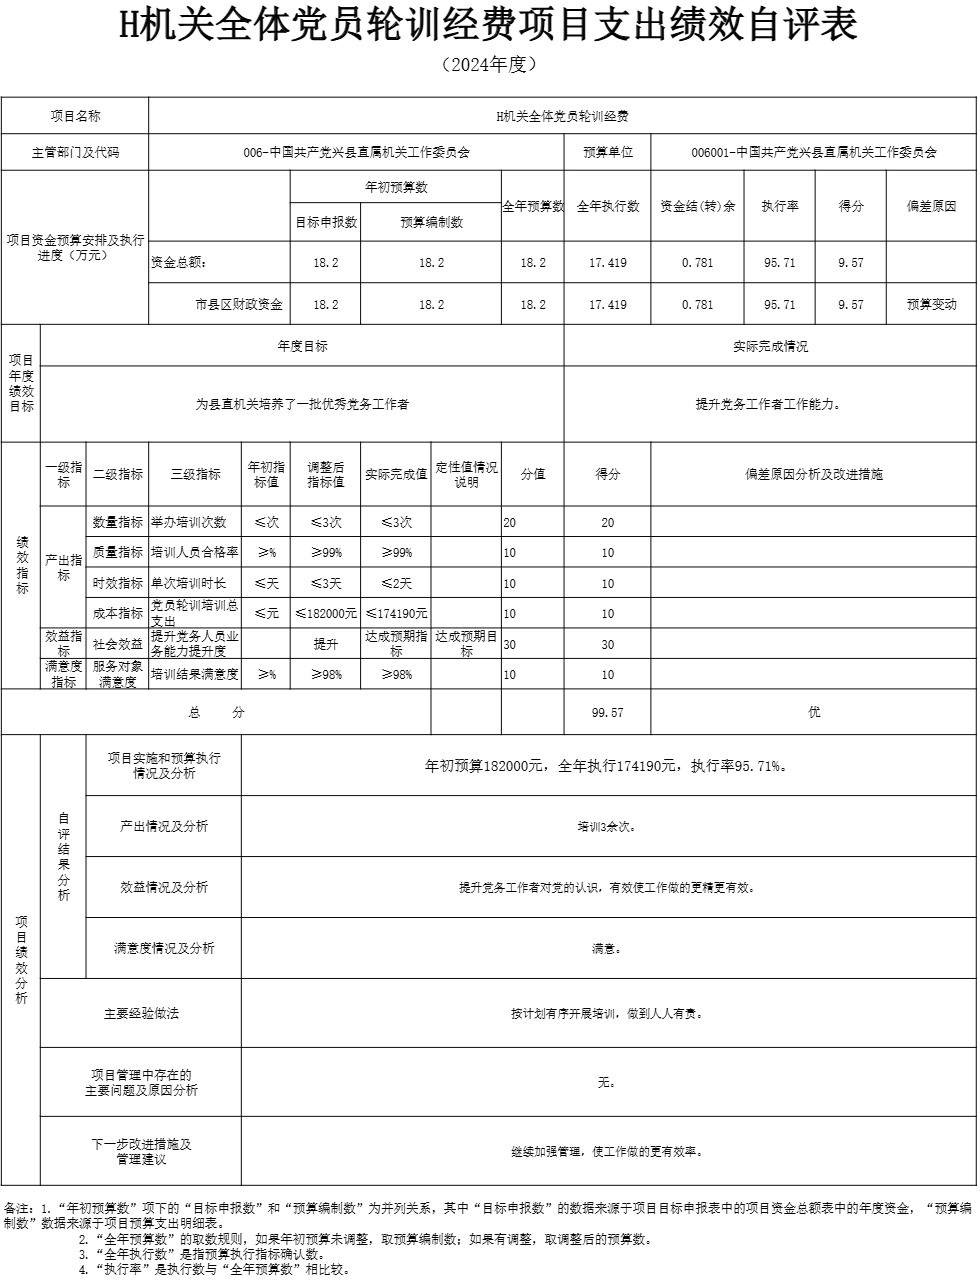 H机关全体党员轮训经费项目支出绩效自评表
（2024年度）
项目名称 H机关全体党员轮训经费
主管部门及代码 006-中国共产党兴县直属机关工作委员会 预算单位 006001-中国共产党兴县直属机关工作委员会
项目资金预算安排及执行
进度（万元）
年初预算数 全年预算数 全年执行数 资金结(转)余 执行率 得分 偏差原因
目标申报数 预算编制数
资金总额： 18.2 18.2 18.2 17.419 0.781 95.71 9.57
市县区财政资金 18.2 18.2 18.2 17.419 0.781 95.71 9.57 预算变动
项目
年度
绩效
目标
年度目标 实际完成情况
为县直机关培养了一批优秀党务工作者 提升党务工作者工作能力。
绩
效
指
标
一级指
标
二级指标 三级指标
年初指
标值
调整后
指标值
实际完成值
定性值情况
说明
分值 得分 偏差原因分析及改进措施
产出指
标
数量指标 举办培训次数 ≤次 ≤3次 ≤3次 20 20
质量指标 培训人员合格率 ≥% ≥99% ≥99% 10 10
时效指标 单次培训时长 ≤天 ≤3天 ≤2天 10 10
成本指标
党员轮训培训总
支出
≤元 ≤182000元 ≤174190元 10 10
效益指
标
社会效益
提升党务人员业
务能力提升度
提升
达成预期指
标
达成预期目
标
30 30
满意度
指标
服务对象
满意度
培训结果满意度 ≥% ≥98% ≥98% 10 10
总 分 99.57 优
项
目
绩
效
分
析
自
评
结
果
分
析
项目实施和预算执行
情况及分析
年初预算182000元，全年执行174190元，执行率95.71%。
产出情况及分析 培训3余次。
效益情况及分析 提升党务工作者对党的认识，有效使工作做的更精更有效。
满意度情况及分析 满意。
主要经验做法 按计划有序开展培训，做到人人有责。
项目管理中存在的
主要问题及原因分析
无。
下一步改进措施及
管理建议
继续加强管理，使工作做的更有效率。
备注：1.“年初预算数”项下的“目标申报数”和“预算编制数”为并列关系，其中“目标申报数”的数据来源于项目目标申报表中的项目资金总额表中的年度资金，“预算编
制数”数据来源于项目预算支出明细表。
2.“全年预算数”的取数规则，如果年初预算未调整，取预算编制数；如果有调整，取调整后的预算数。
3.“全年执行数”是指预算执行指标确认数。
4.“执行率”是执行数与“全年预算数”相比较。